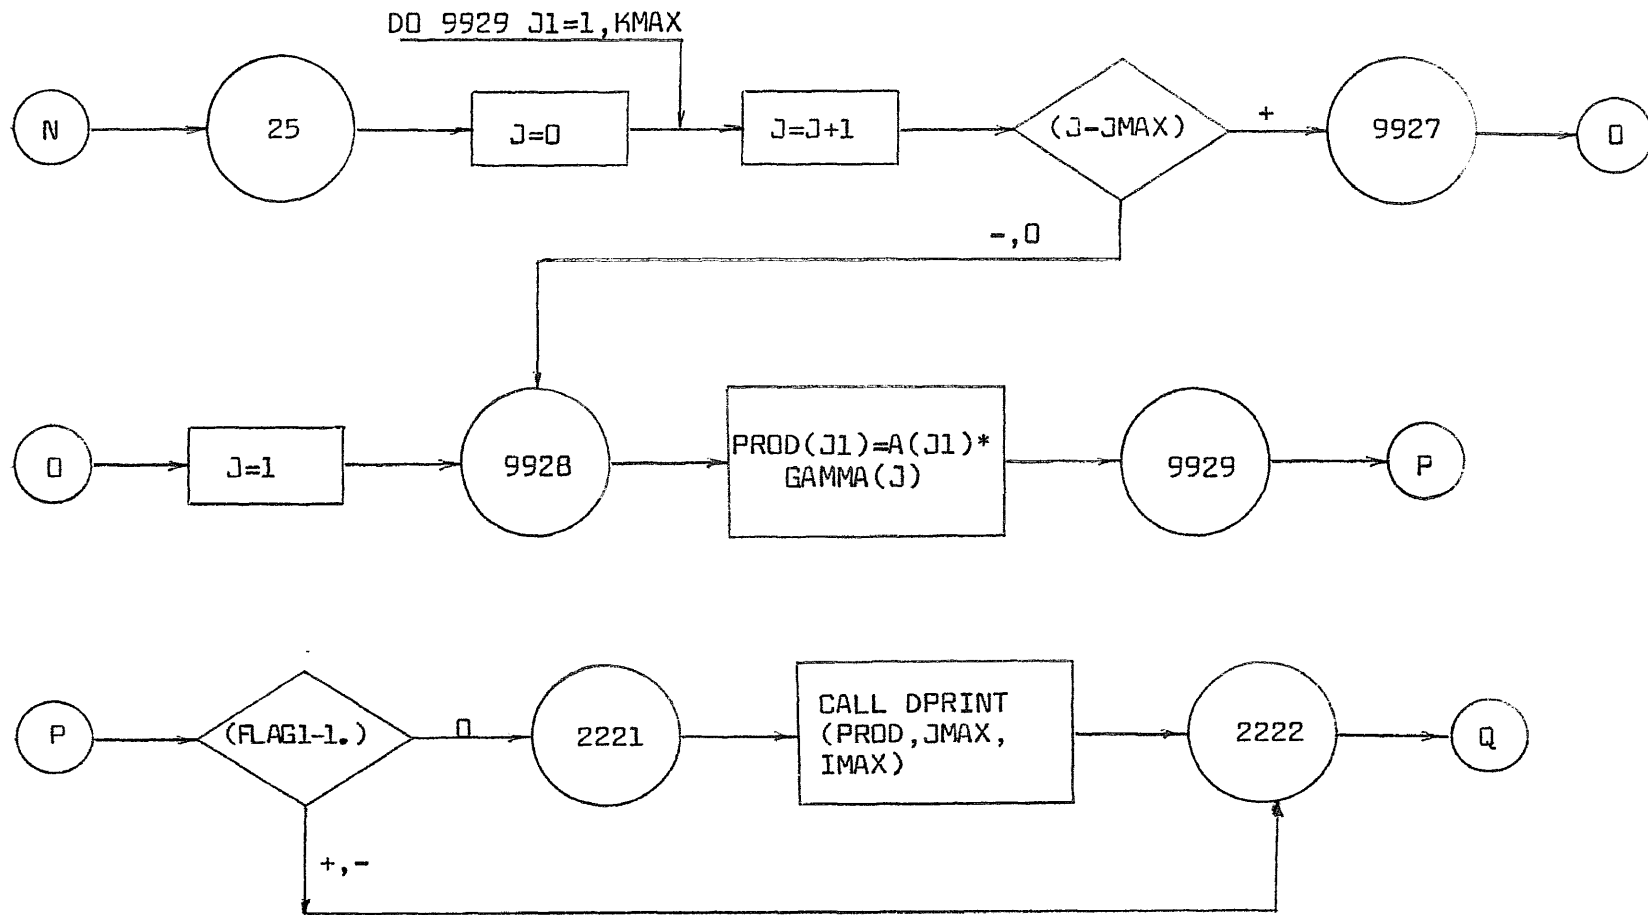 DO 9929 J1=1,KMAX
N
25
J=0
J=J+1
(J-JMAX)
+
9927
O
-,0
O
J=1
9928
PROD(J1)=A(J1)*
GAMMA(J)
9929
P
P
(FLAG1-1.)
0
2221
CALL DPRINT
(PROD,JMAX,
IMAX)
2222
Q
+,-